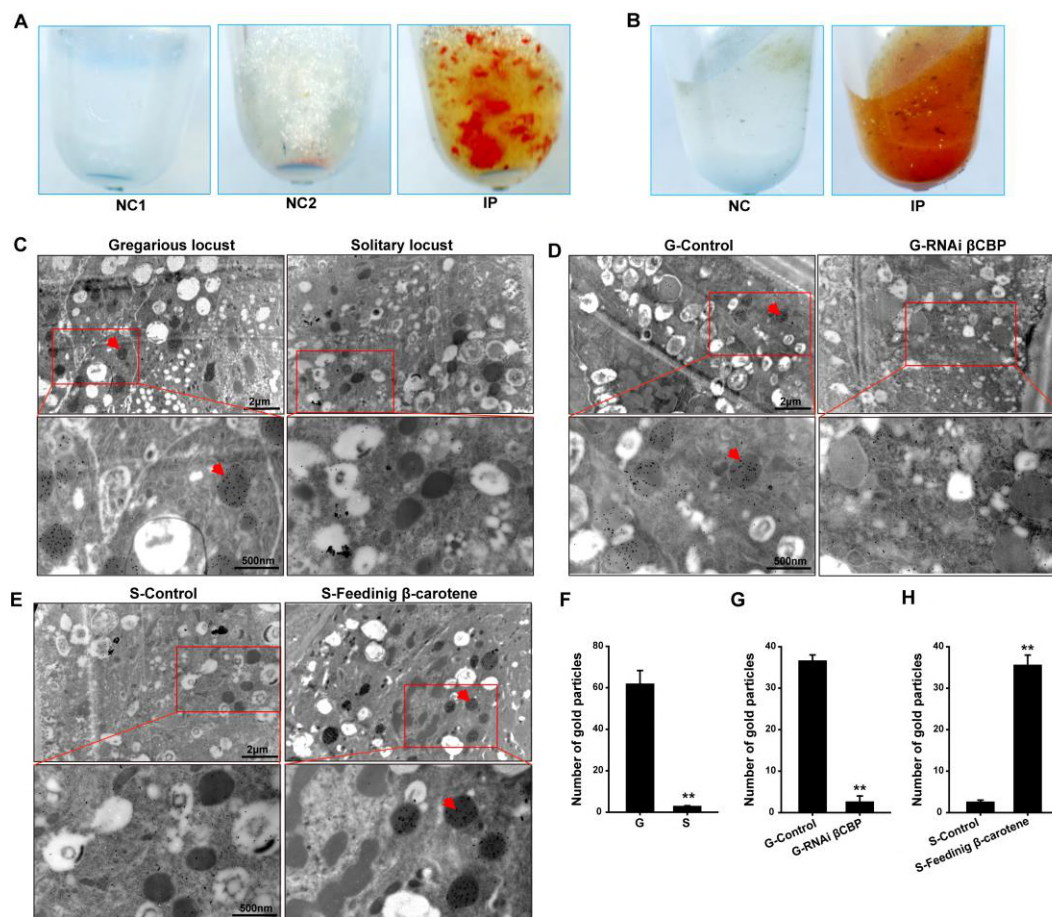 A
B
NC1
NC2
IP
NC
IP
C
Gregarious locust
Solitary locust
2µm
500nm
D
G-Control
G-RNAi βCBP
2µm
500nm
E
S-Control
S-Feedinig β-carotene
2µm
500nm
F
Number of gold particles
80
60
40
20
0
**
G
S
G
Number of gold particles
40
30
20
10
0
**
G-Control
G-RNAi βCBP
H
Number of gold particles
40
30
20
10
0
**
S-Control
S-Feedinig β-carotene